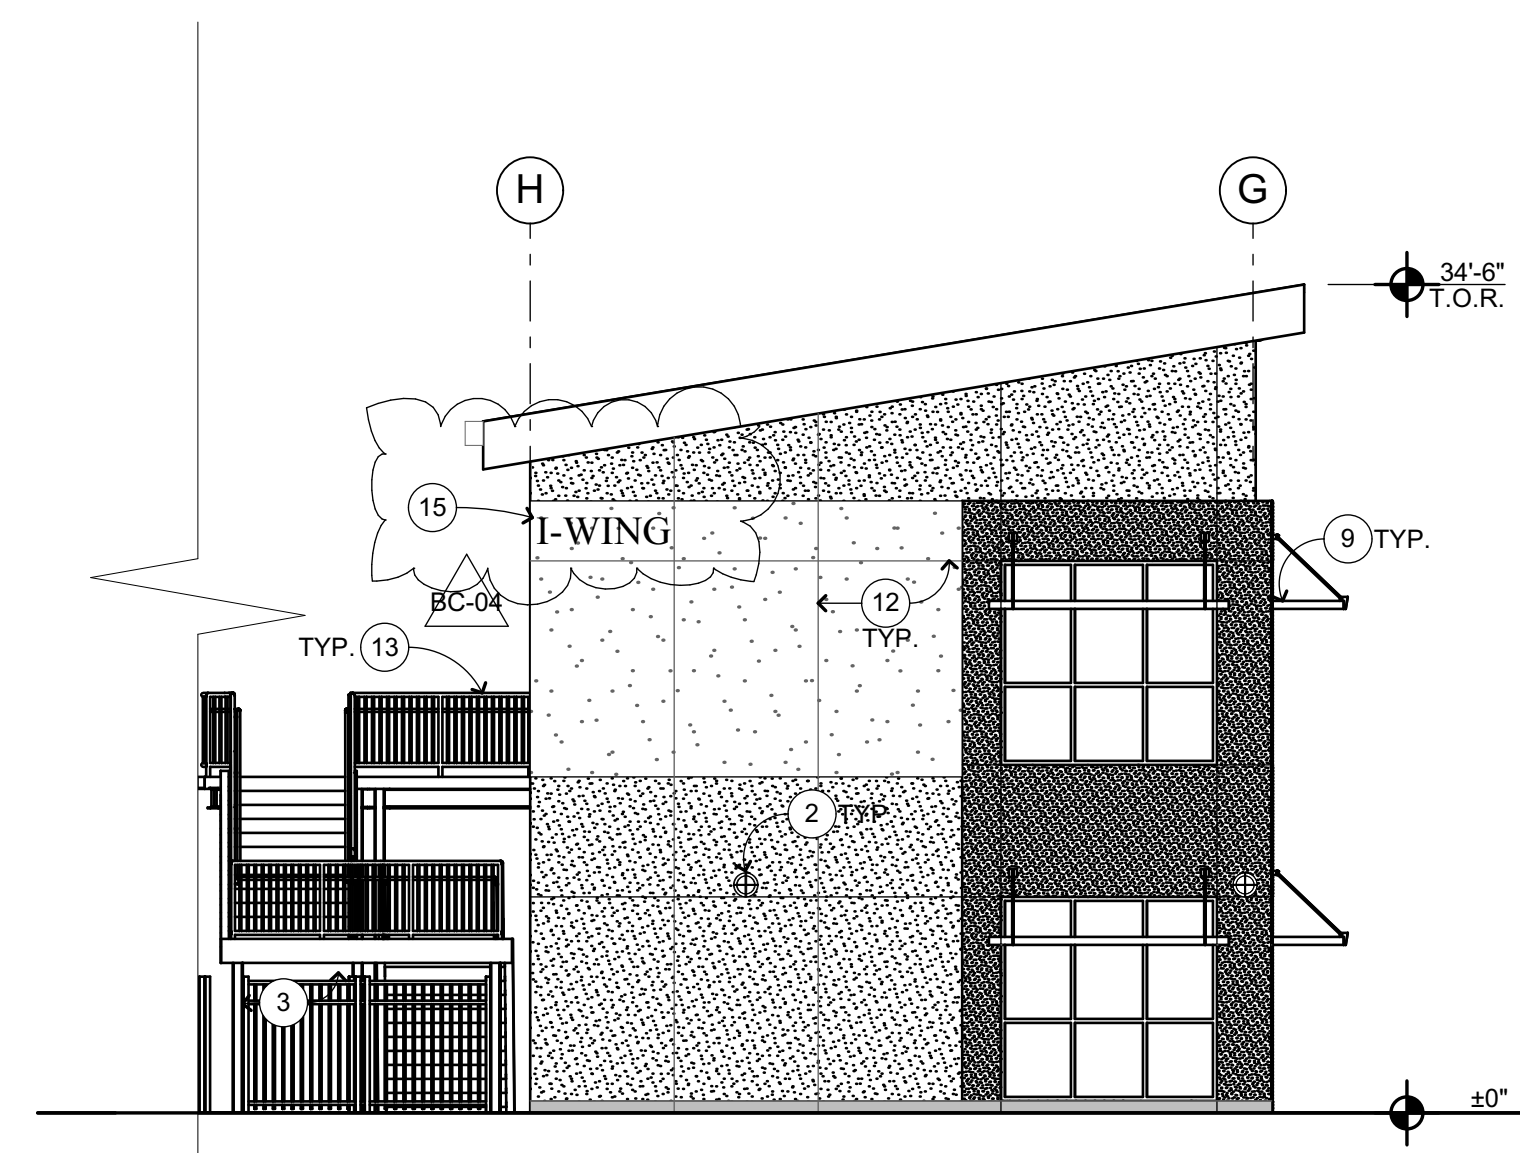 H
G
34'-6"
T.O.R.
15
I-WING
9 TYP.
BC-04
12
TYP.
TYP. 13
2 TYP
3
±0"